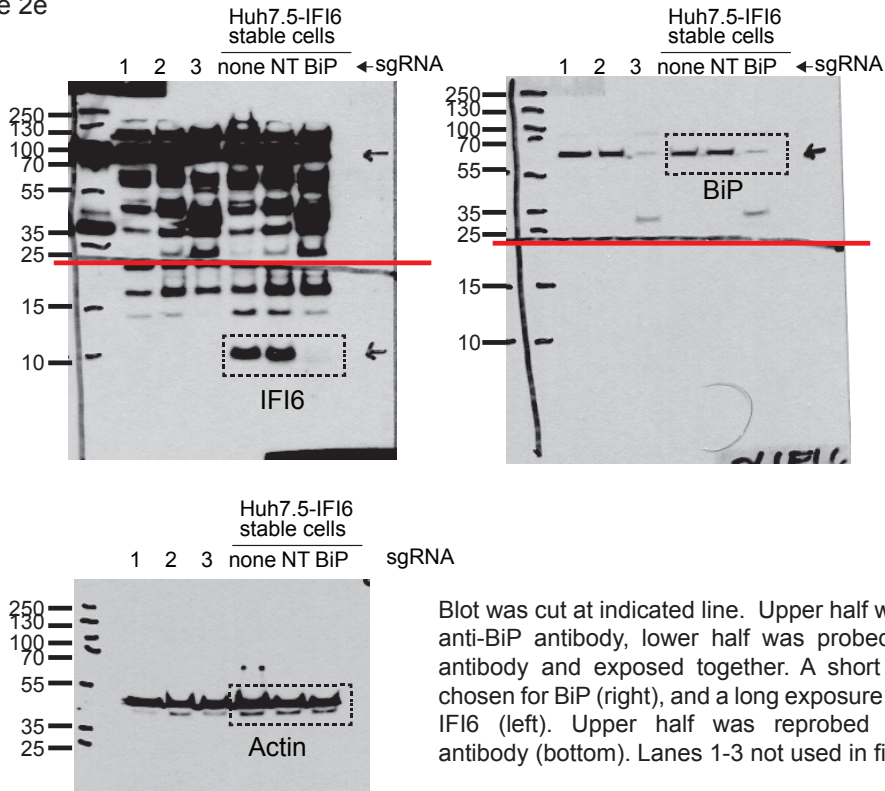 e 2e
Huh7.5-IFI6
stable cells
1 2 3 none NT BiP ←sgRNA
250
130
100
70
55
35
25
15
10
IFI6
Huh7.5-IFI6
stable cells
1 2 3 none NT BiP ←sgRNA
250
130
100
70
55
35
25
15
10
BiP
Huh7.5-IFI6
stable cells
1 2 3 none NT BiP sgRNA
250
130
100
70
55
35
25
Actin
Blot was cut at indicated line. Upper half w
anti-BiP antibody, lower half was probed
antibody and exposed together. A short
chosen for BiP (right), and a long exposure
IFI6 (left). Upper half was reprobed
antibody (bottom). Lanes 1-3 not used in fi